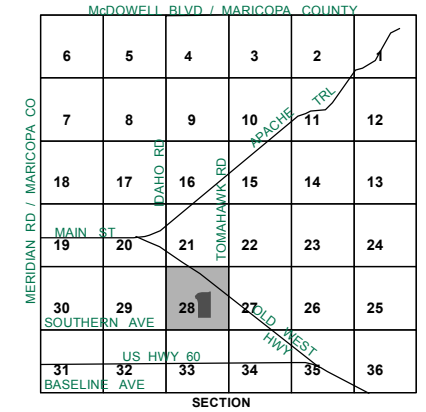 McDOWELL BLVD / MARICOPA COUNTY
6 5 4 3 2 1
APACHE TRL
7 8 9 10 11 12
MERIDIAN RD / MARICOPA CO
IDAHO RD
TOMAHAWK RD
18 17 16 15 14 13
MAIN ST
19 20 21 22 23 24
30 29 28 1 27 26 25
OLD WEST HWY
SOUTHERN AVE
US HWY 60
31 32 33 34 35 36
BASELINE AVE
SECTION